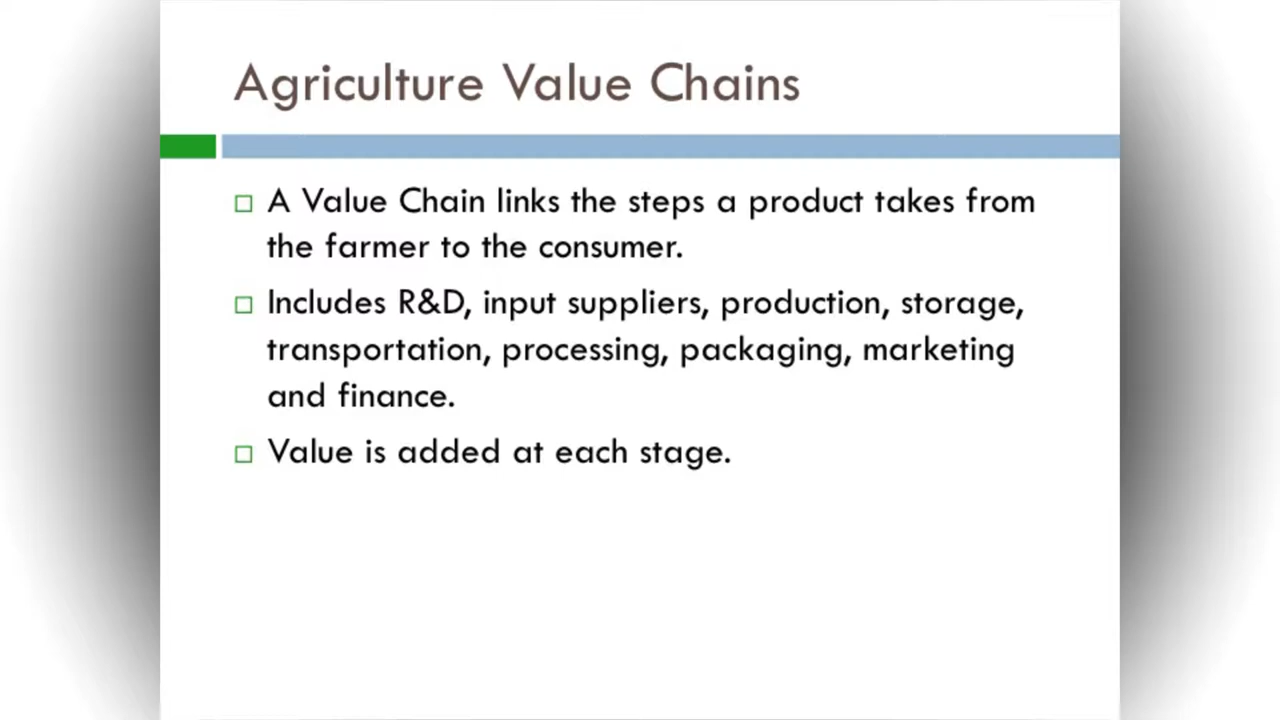 Agriculture Value Chains
A Value Chain links the steps a product takes from
the farmer to the consumer.
Includes R&D, input suppliers, production, storage,
transportation, processing, packaging, marketing
and finance.
Value is added at each stage.